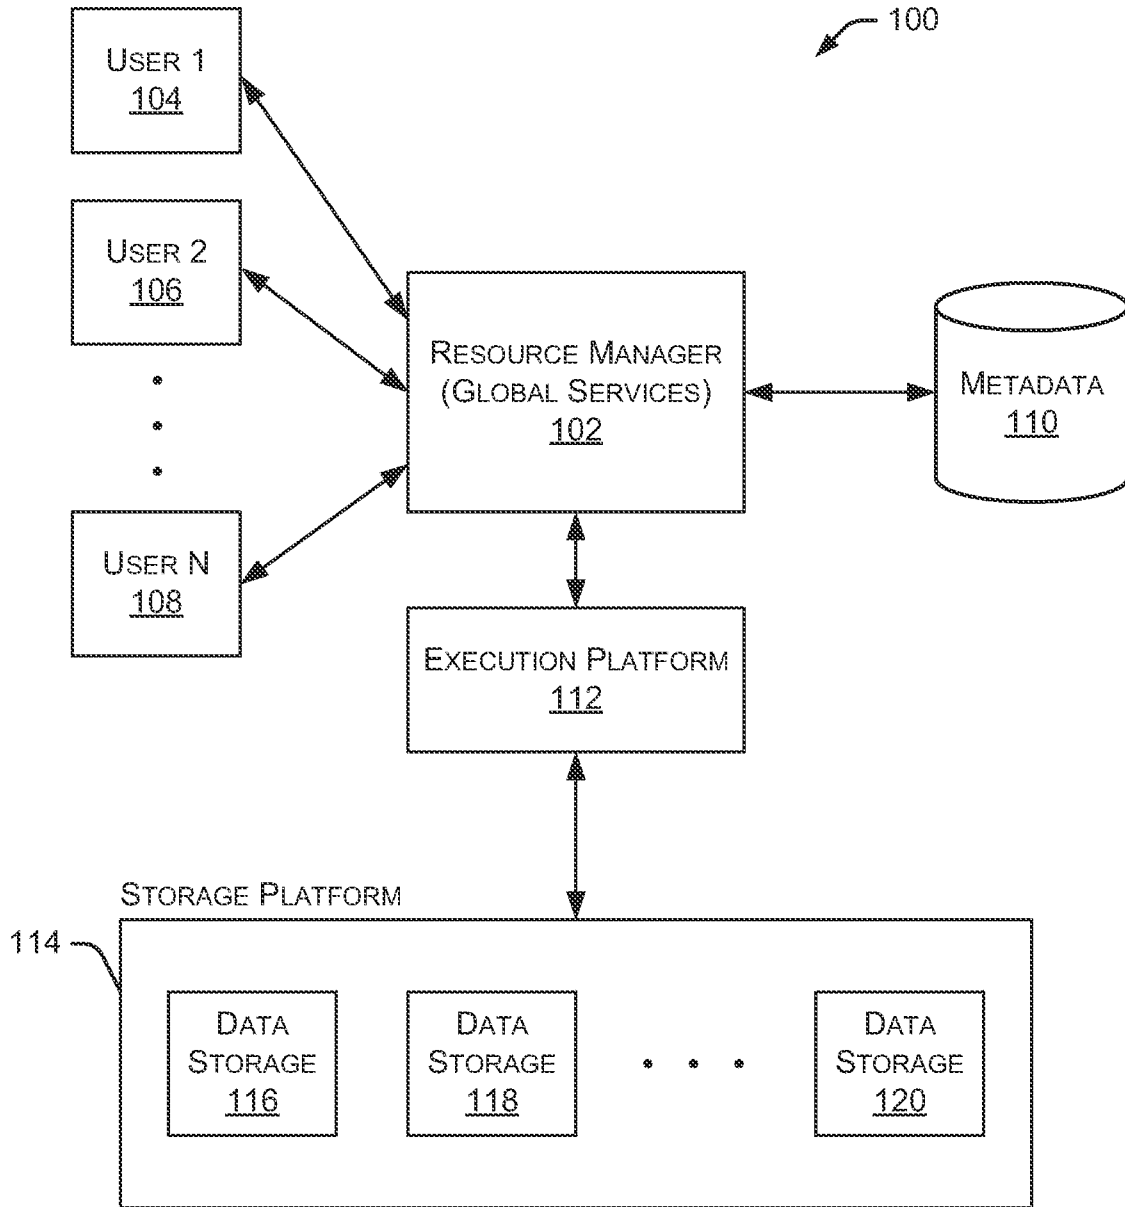 100
User 1
104
User 2
106
User N
108
Resource Manager
(Global Services)
102
Metadata
110
Execution Platform
112
Storage Platform
114
Data
Storage
116
Data
Storage
118
Data
Storage
120